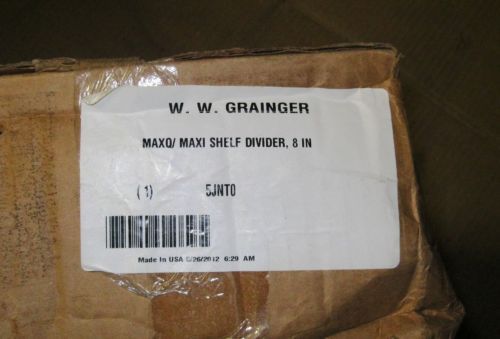 W. W. GRAINGER
MAXQ/ MAXI SHELF DIVIDER, 8 IN
(1) 5JNT0
Made In USA 6/26/2012 6:29 AM